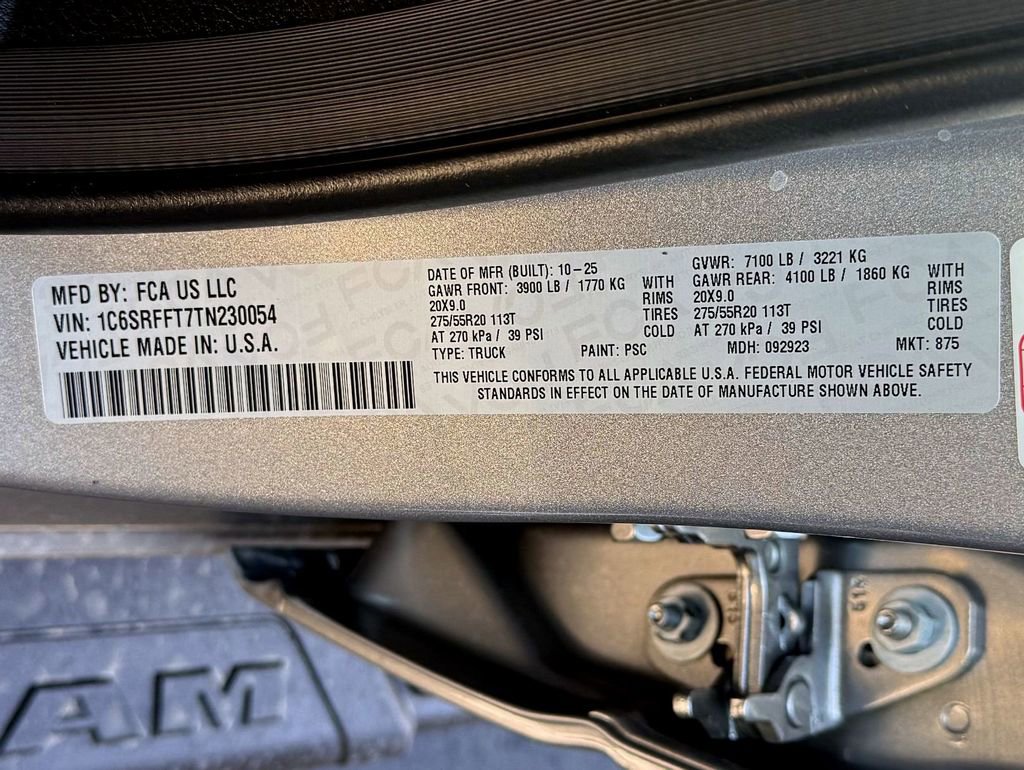 MFD BY: FCA US LLC
VIN: 1C6SRFFT7TN230054
VEHICLE MADE IN: U.S.A.
DATE OF MFR (BUILT): 10-25
GAWR FRONT: 3900 LB / 1770 KG
20X9.0
275/55R20 113T
AT 270 kPa / 39 PSI
WITH
RIMS
TIRES
COLD
GVWR: 7100 LB / 3221 KG
GAWR REAR: 4100 LB / 1860 KG
20X9.0
275/55R20 113T
AT 270 kPa / 39 PSI
WITH
RIMS
TIRES
COLD
TYPE: TRUCK PAINT: PSC MDH: 092923 MKT: 875
THIS VEHICLE CONFORMS TO ALL APPLICABLE U.S.A. FEDERAL MOTOR VEHICLE SAFETY
STANDARDS IN EFFECT ON THE DATE OF MANUFACTURE SHOWN ABOVE.
AM